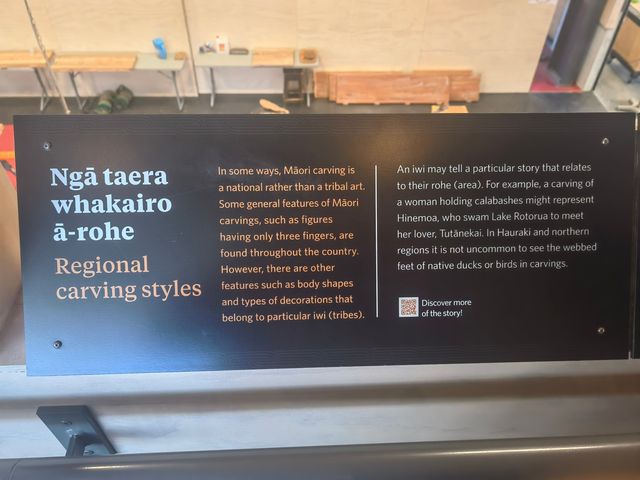 Ngā taera
whakairo
ā-rohe
Regional
carving styles
In some ways, Māori carving is
a national rather than a tribal art.
Some general features of Māori
carvings, such as figures
having only three fingers, are
found throughout the country.
However, there are other
features such as body shapes
and types of decorations that
belong to particular iwi (tribes).
An iwi may tell a particular story that relates
to their rohe (area). For example, a carving of
a woman holding calabashes might represent
Hinemoa, who swam Lake Rotorua to meet
her lover, Tutānekai. In Hauraki and northern
regions it is not uncommon to see the webbed
feet of native ducks or birds in carvings.
Discover more
of the story!